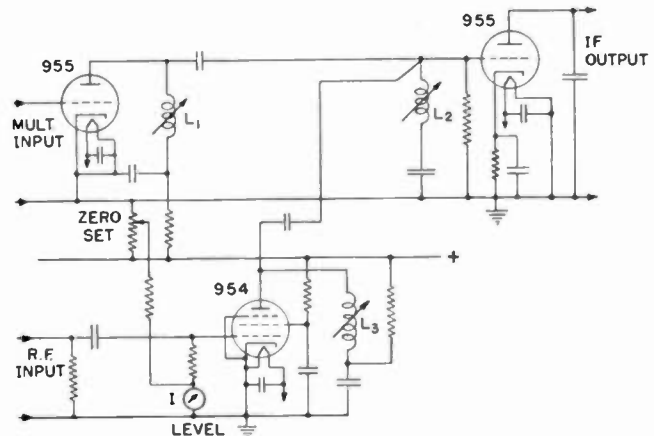 955
955
IF
OUTPUT
MULT
INPUT
L1
L2
ZERO
SET
+
954
L3
R.F.
INPUT
I
LEVEL